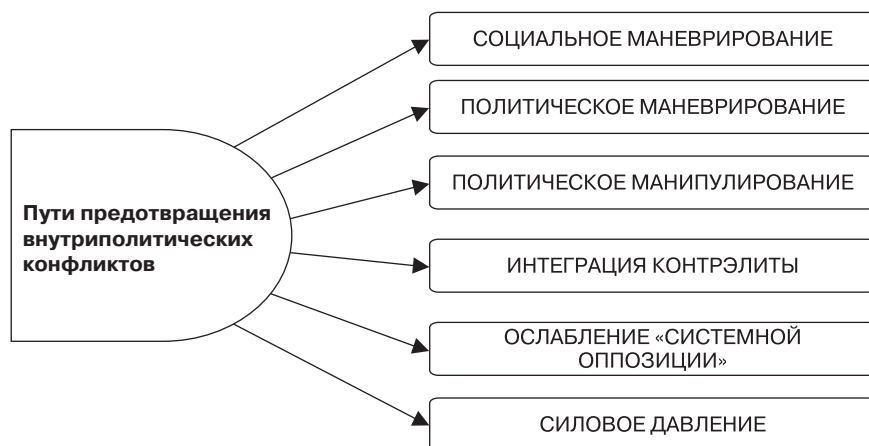 Пути предотвращения
внутриполитических
конфликтов
СОЦИАЛЬНОЕ МАНЕВРИРОВАНИЕ
ПОЛИТИЧЕСКОЕ МАНЕВРИРОВАНИЕ
ПОЛИТИЧЕСКОЕ МАНИПУЛИРОВАНИЕ
ИНТЕГРАЦИЯ КОНТРЭЛИТЫ
ОСЛАБЛЕНИЕ «СИСТЕМНОЙ
ОППОЗИЦИИ»
СИЛОВОЕ ДАВЛЕНИЕ